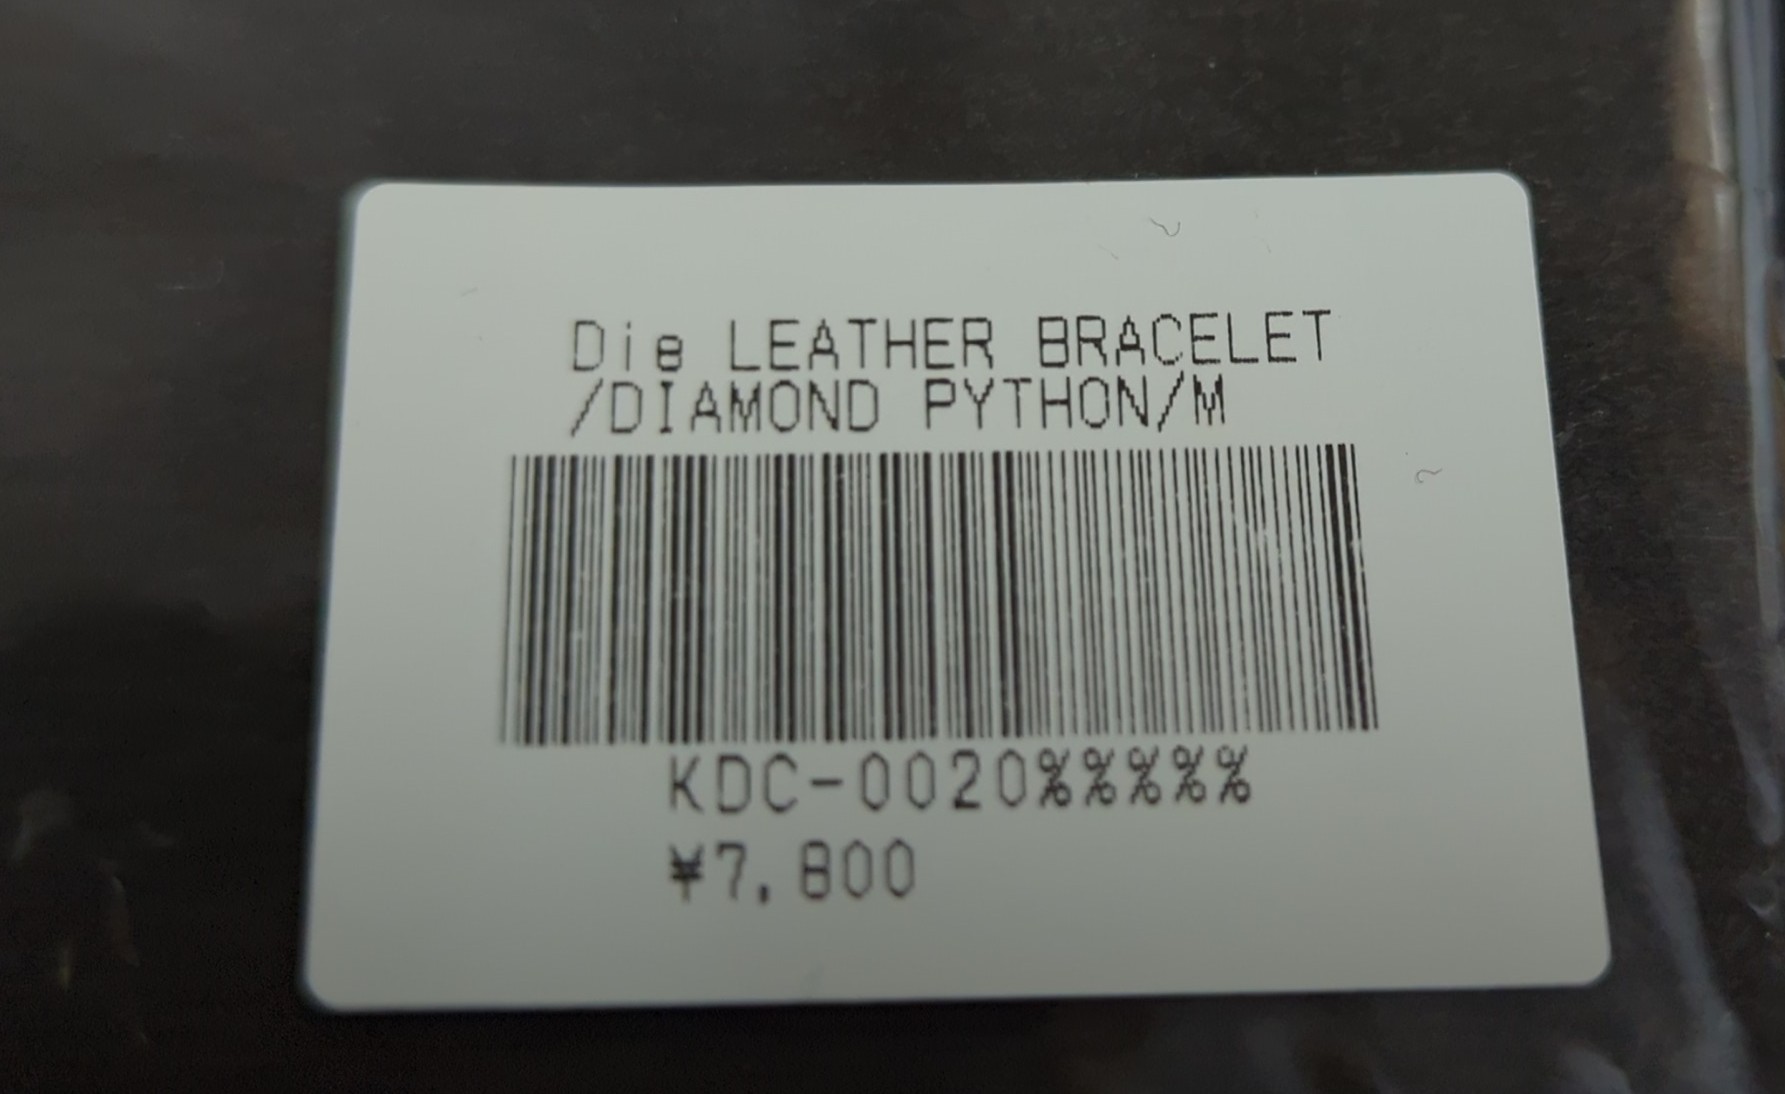 Die LEATHER BRACELET
/DIAMOND PYTHON/M
KDC-0020%%%%%
¥7,800